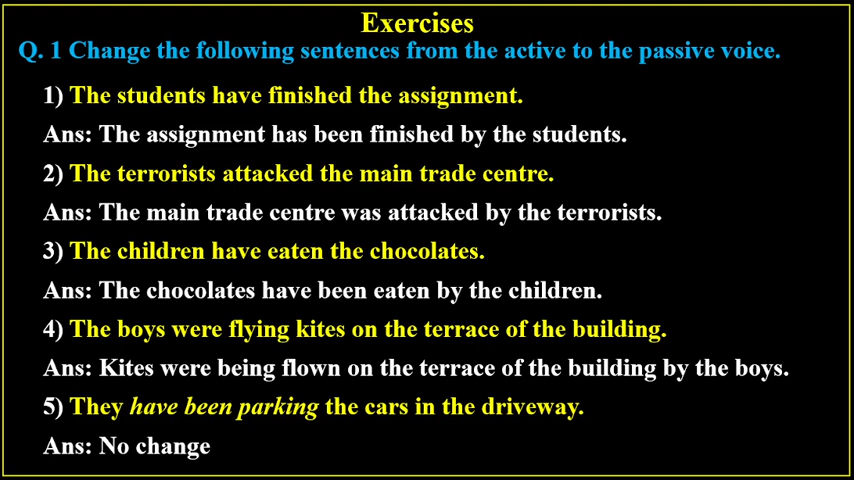 Exercises
Q. 1 Change the following sentences from the active to the passive voice.
1) The students have finished the assignment.
Ans: The assignment has been finished by the students.
2) The terrorists attacked the main trade centre.
Ans: The main trade centre was attacked by the terrorists.
3) The children have eaten the chocolates.
Ans: The chocolates have been eaten by the children.
4) The boys were flying kites on the terrace of the building.
Ans: Kites were being flown on the terrace of the building by the boys.
5) They have been parking the cars in the driveway.
Ans: No change